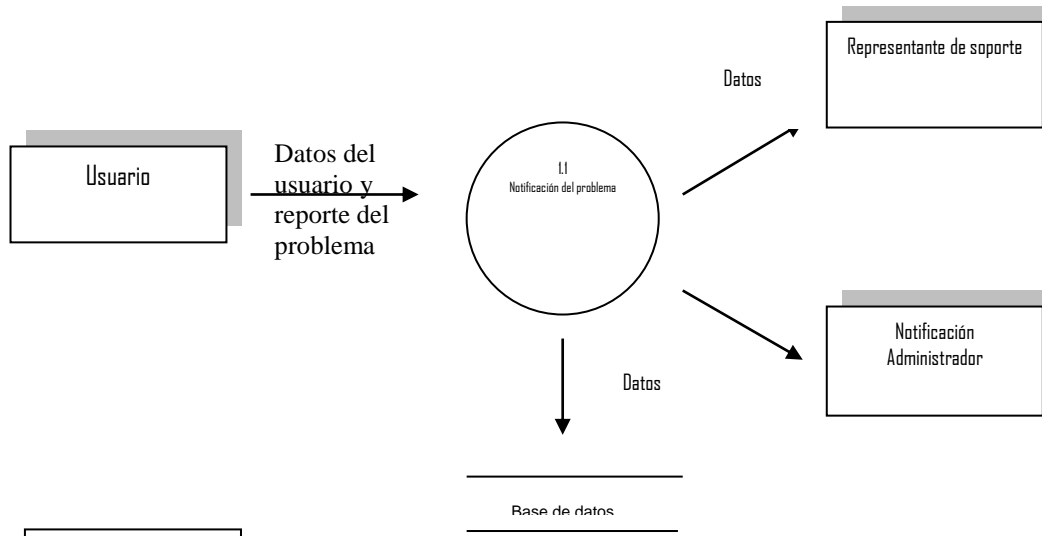 Representante de soporte
Datos
Usuario
Datos del
usuario y
reporte del
problema
1.1
Notificación del problema
Notificación
Administrador
Datos
Base de datos